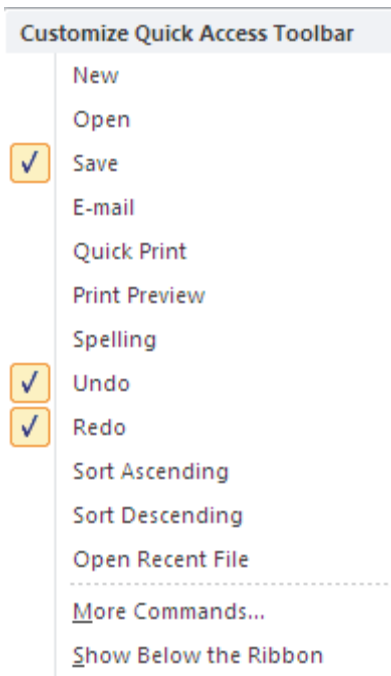 Customize Quick Access Toolbar
New
Open
Save
E-mail
Quick Print
Print Preview
Spelling
Undo
Redo
Sort Ascending
Sort Descending
Open Recent File
More Commands...
Show Below the Ribbon